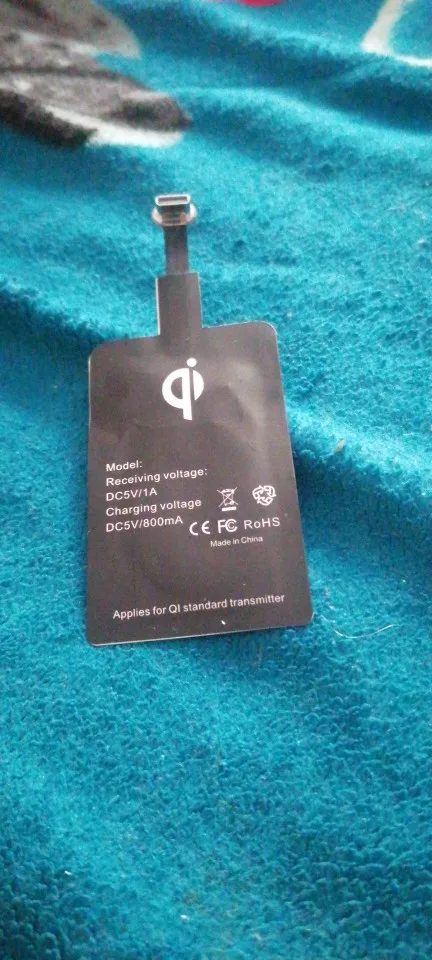 qi
Model:
Receiving voltage:
DC5V/1A
Charging voltage
DC5V/800mA
CE FC RoHS
Made in China
Applies for QI standard transmitter